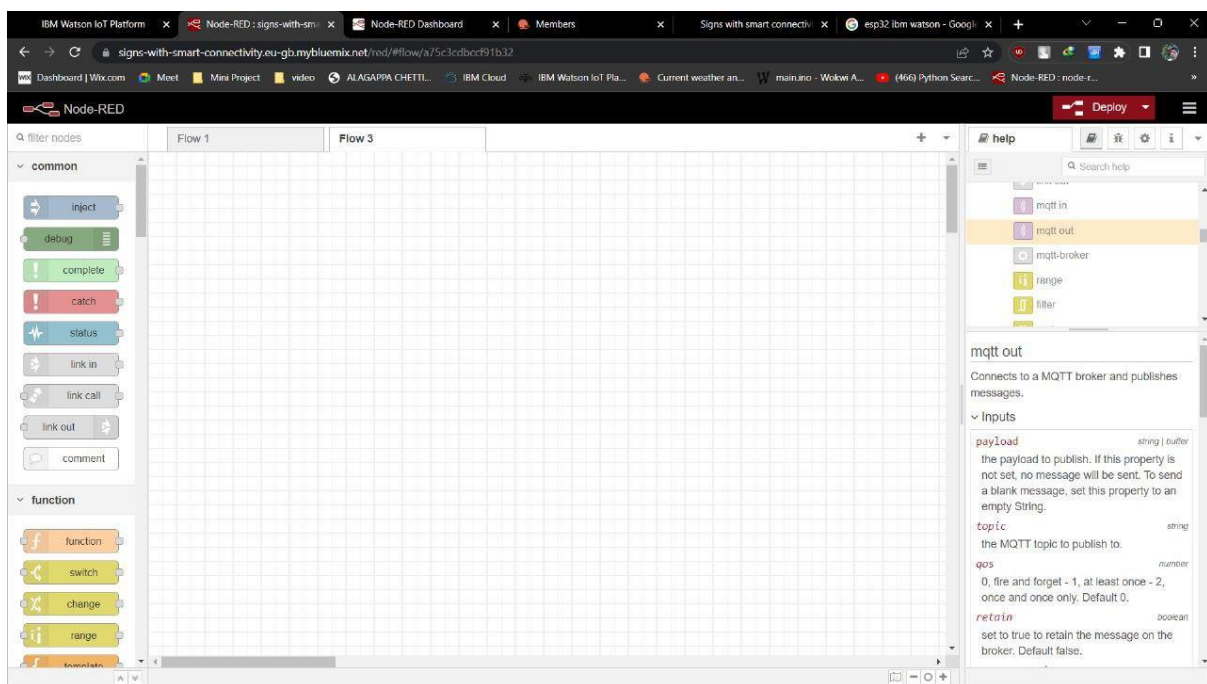 IBM Watson IoT Platform
Node-RED : signs-with-sma
Node-RED Dashboard
Members
Signs with smart connectivi
esp32 ibm watson - Googl
signs-with-smart-connectivity.eu-gb.mybluemix.net/red/#flow/a75c3cdbccf91b32
WIX Dashboard | Wix.com
Meet
Mini Project
video
ALAGAPPA CHETTI...
IBM Cloud
IBM Watson IoT Pla...
Current weather an...
main.ino - Wokwi A...
(466) Python Searc...
Node-RED : node-r...
»
Node-RED
Deploy
filter nodes
Flow 1
Flow 3
help
Search help
common
inject
debug
complete
catch
status
link in
link call
link out
comment
function
function
switch
change
range
template
mqtt in
mqtt out
mqtt-broker
range
filter
mqtt out
Connects to a MQTT broker and publishes
messages.
Inputs
payload string | buffer
the payload to publish. If this property is
not set, no message will be sent. To send
a blank message, set this property to an
empty String.
topic string
the MQTT topic to publish to.
qos number
0, fire and forget - 1, at least once - 2,
once and once only. Default 0.
retain boolean
set to true to retain the message on the
broker. Default false.